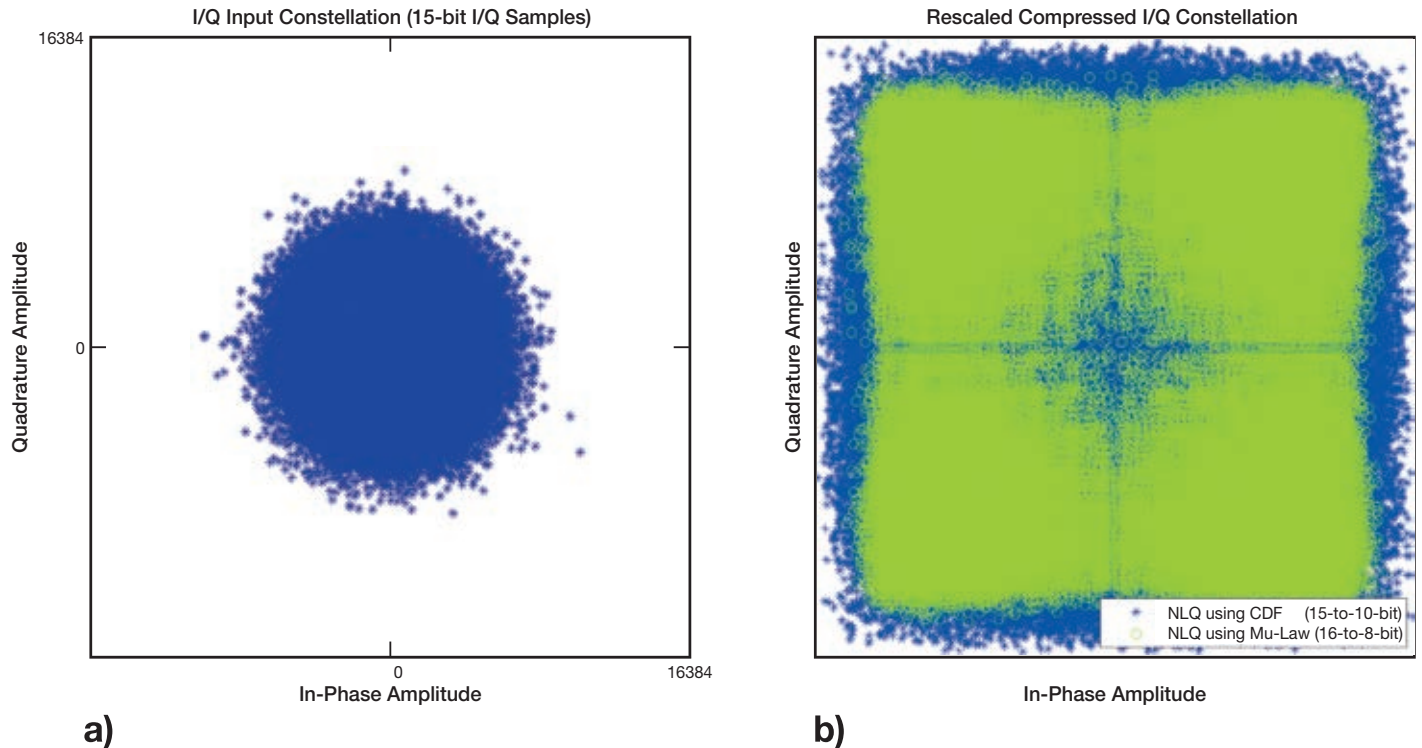 I/Q Input Constellation (15-bit I/Q Samples)
16384
Quadrature Amplitude
0
0
16384
In-Phase Amplitude
a)
Rescaled Compressed I/Q Constellation
Quadrature Amplitude
NLQ using CDF (15-to-10-bit)
NLQ using Mu-Law (16-to-8-bit)
In-Phase Amplitude
b)